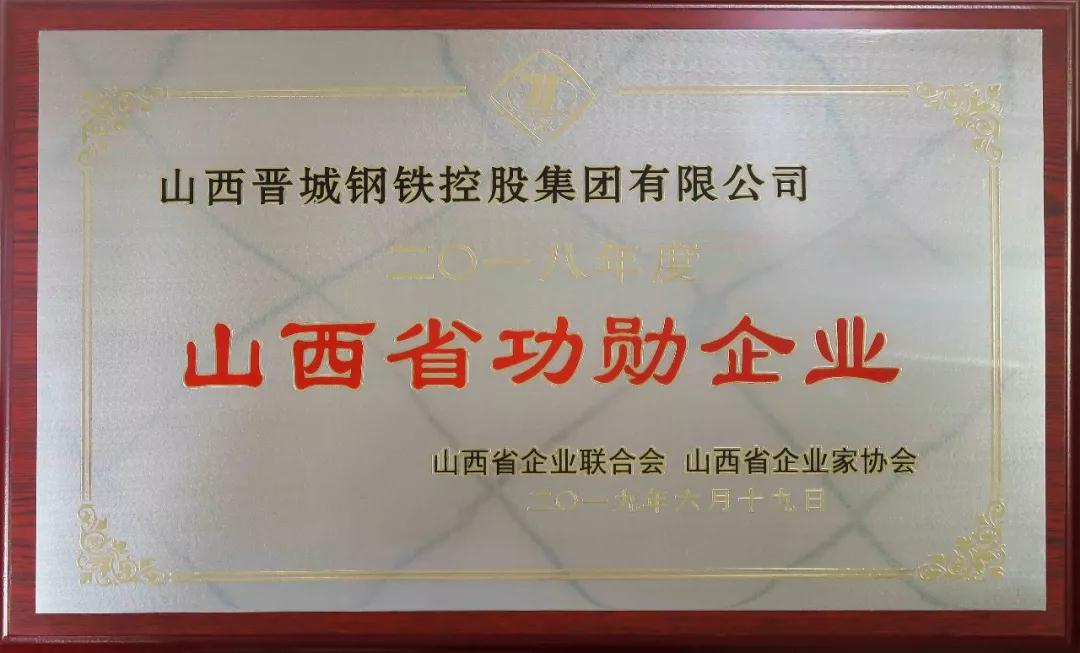 山西晋城钢铁控股集团有限公司
二〇一八年度
山西省功勋企业
山西省企业联合会 山西省企业家协会
二〇一九年六月十九日